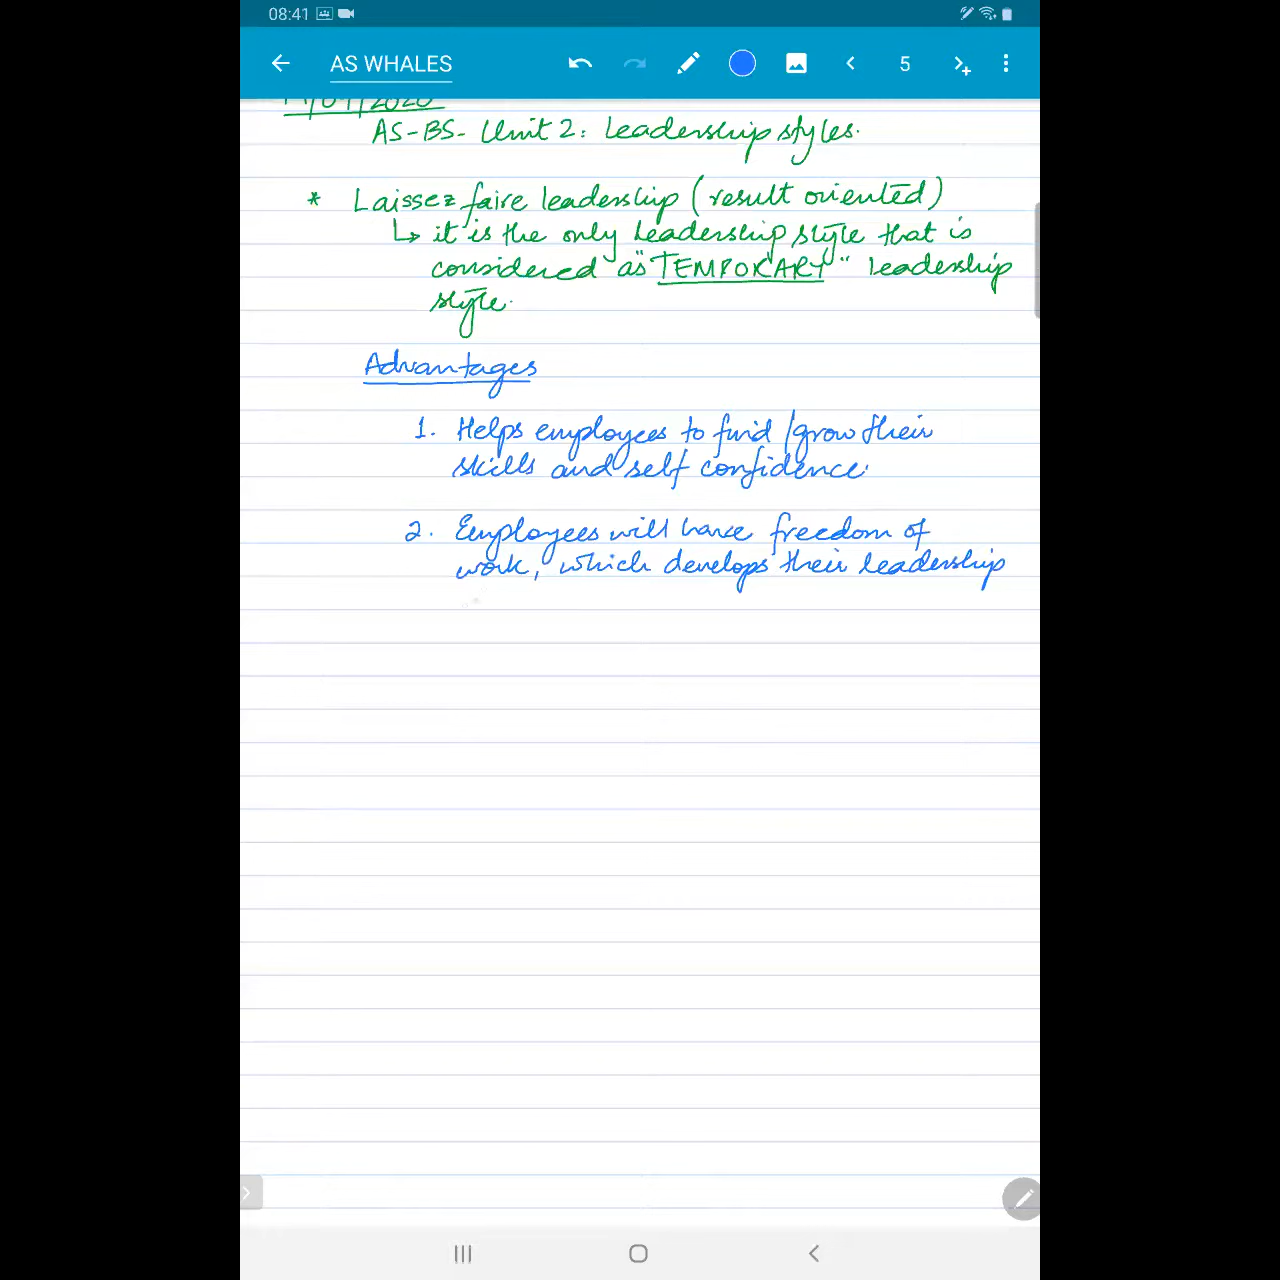 08:41
AS WHALES
5
AS-BS- Unit 2: Leadership styles.
* Laissez faire leadership (result oriented)
↳ it is the only leadership style that is
considered as "TEMPORARY" leadership
style.
Advantages
1. Helps employees to find/grow their
skills and self confidence.
2. Employees will have freedom of
work, which develops their leadership